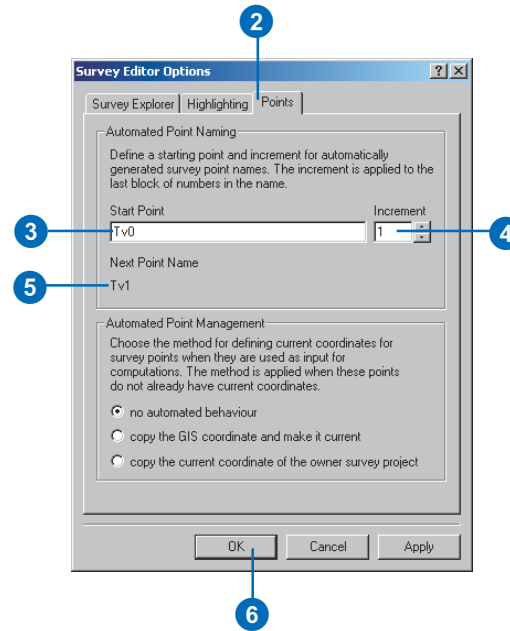 2
Survey Editor Options
Survey Explorer Highlighting Points
Automated Point Naming
Define a starting point and increment for automatically
generated survey point names. The increment is applied to the
last block of numbers in the name.
Start Point Increment
3 Tv0 1 4
Next Point Name
5 Tv1
Automated Point Management
Choose the method for defining current coordinates for
survey points when they are used as input for
computations. The method is applied when these points
do not already have current coordinates.
no automated behaviour
copy the GIS coordinate and make it current
copy the current coordinate of the owner survey project
OK Cancel Apply
6